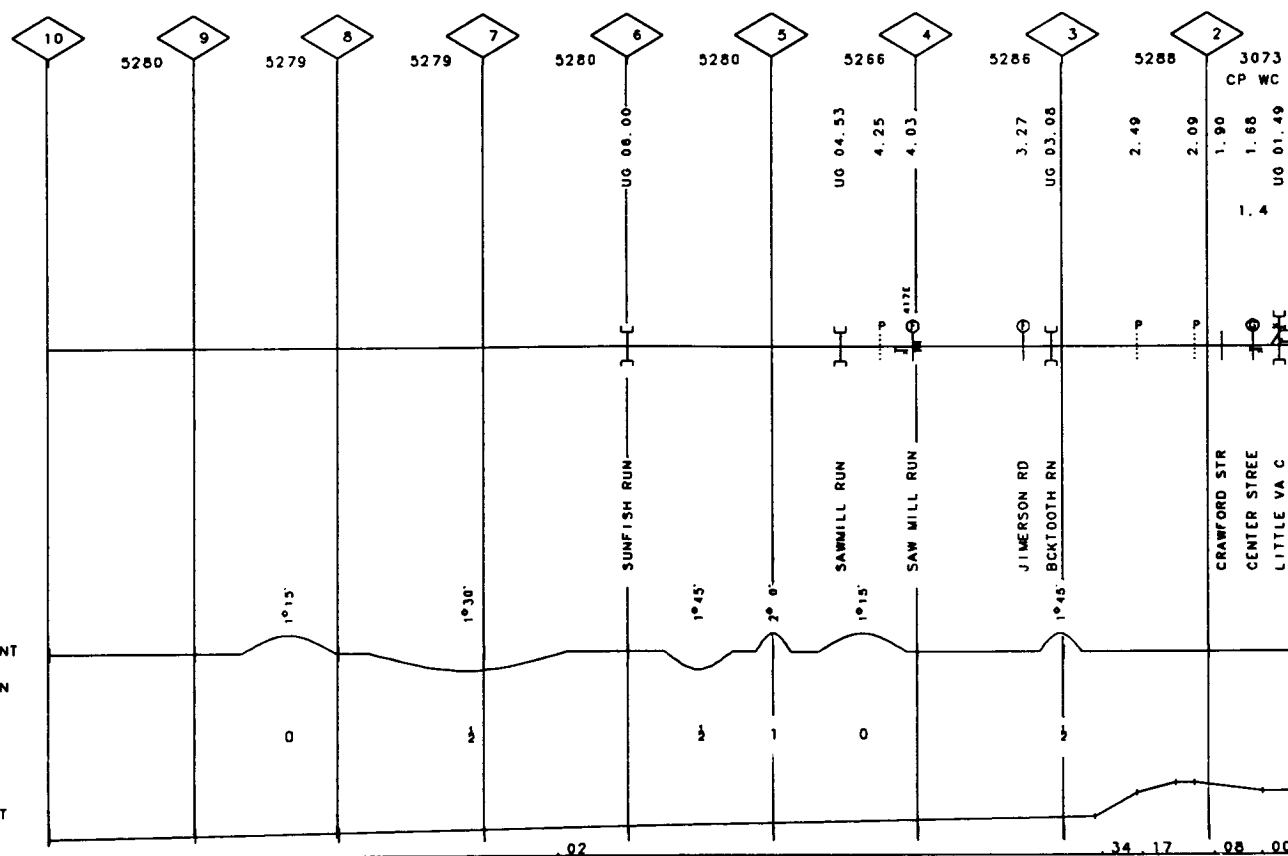 10 9 8 7 6 5 4 3 2
5280 5279 5279 5280 5280 5266 5286 5288 3073
CP WC
UG 06.00
UG 04.53
4.25
4.03
3.27
UG 03.08
2.49
2.09
1.90
1.68
UG 01.49
1.4
P
417E
P
P
SUNFISH RUN
SAWMILL RUN
SAW MILL RUN
JIMERSON RD
BCKTOOTH RN
CRAWFORD STR
CENTER STREE
LITTLE VA C
1°15'
1°30'
1°45'
2° 0'
1°15'
1°45'
NT
N
0 ½ ½ 1 0 ½
T
.02 .34 .17 .08 .00